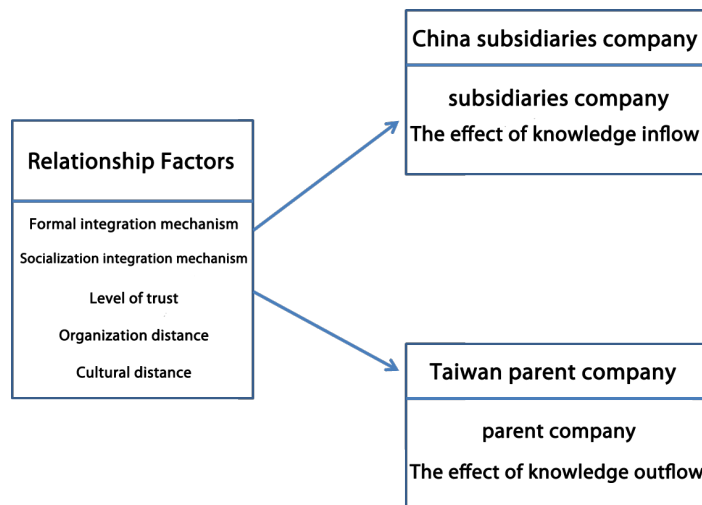 Relationship Factors
Formal integration mechanism
Socialization integration mechanism
Level of trust
Organization distance
Cultural distance
China subsidiaries company
subsidiaries company
The effect of knowledge inflow
Taiwan parent company
parent company
The effect of knowledge outflow